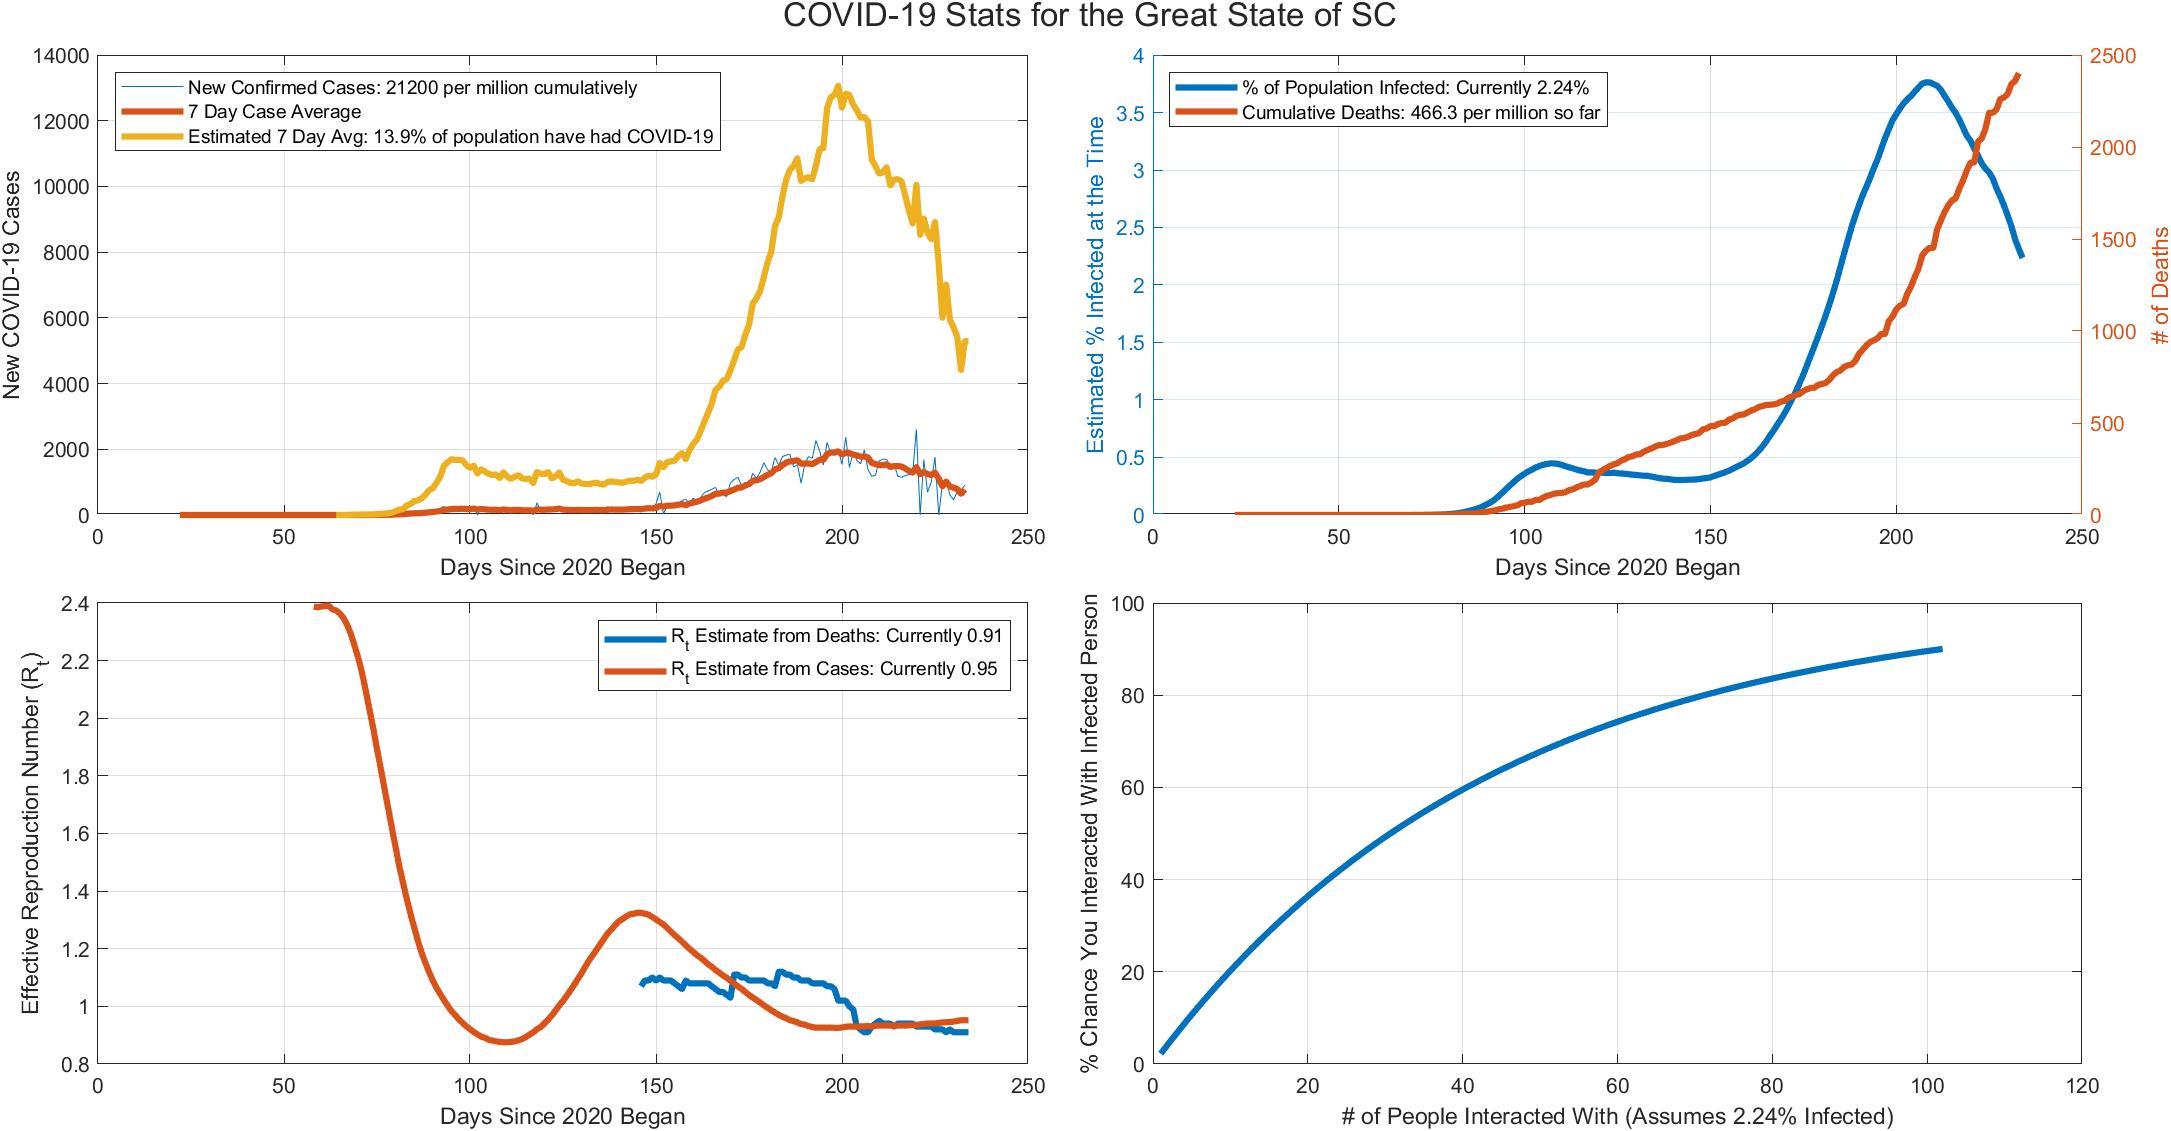 COVID-19 Stats for the Great State of SC
New COVID-19 Cases
14000
12000
10000
8000
6000
4000
2000
0
New Confirmed Cases: 21200 per million cumulatively
7 Day Case Average
Estimated 7 Day Avg: 13.9% of population have had COVID-19
0 50 100 150 200 250
Days Since 2020 Began
Estimated % Infected at the Time
4
3.5
3
2.5
2
1.5
1
0.5
0
% of Population Infected: Currently 2.24%
Cumulative Deaths: 466.3 per million so far
2500
2000
1500
1000
500
0
# of Deaths
0 50 100 150 200 250
Days Since 2020 Began
Effective Reproduction Number (Rt)
2.4
2.2
2
1.8
1.6
1.4
1.2
1
0.8
Rt Estimate from Deaths: Currently 0.91
Rt Estimate from Cases: Currently 0.95
0 50 100 150 200 250
Days Since 2020 Began
% Chance You Interacted With Infected Person
100
80
60
40
20
0
0 20 40 60 80 100 120
# of People Interacted With (Assumes 2.24% Infected)